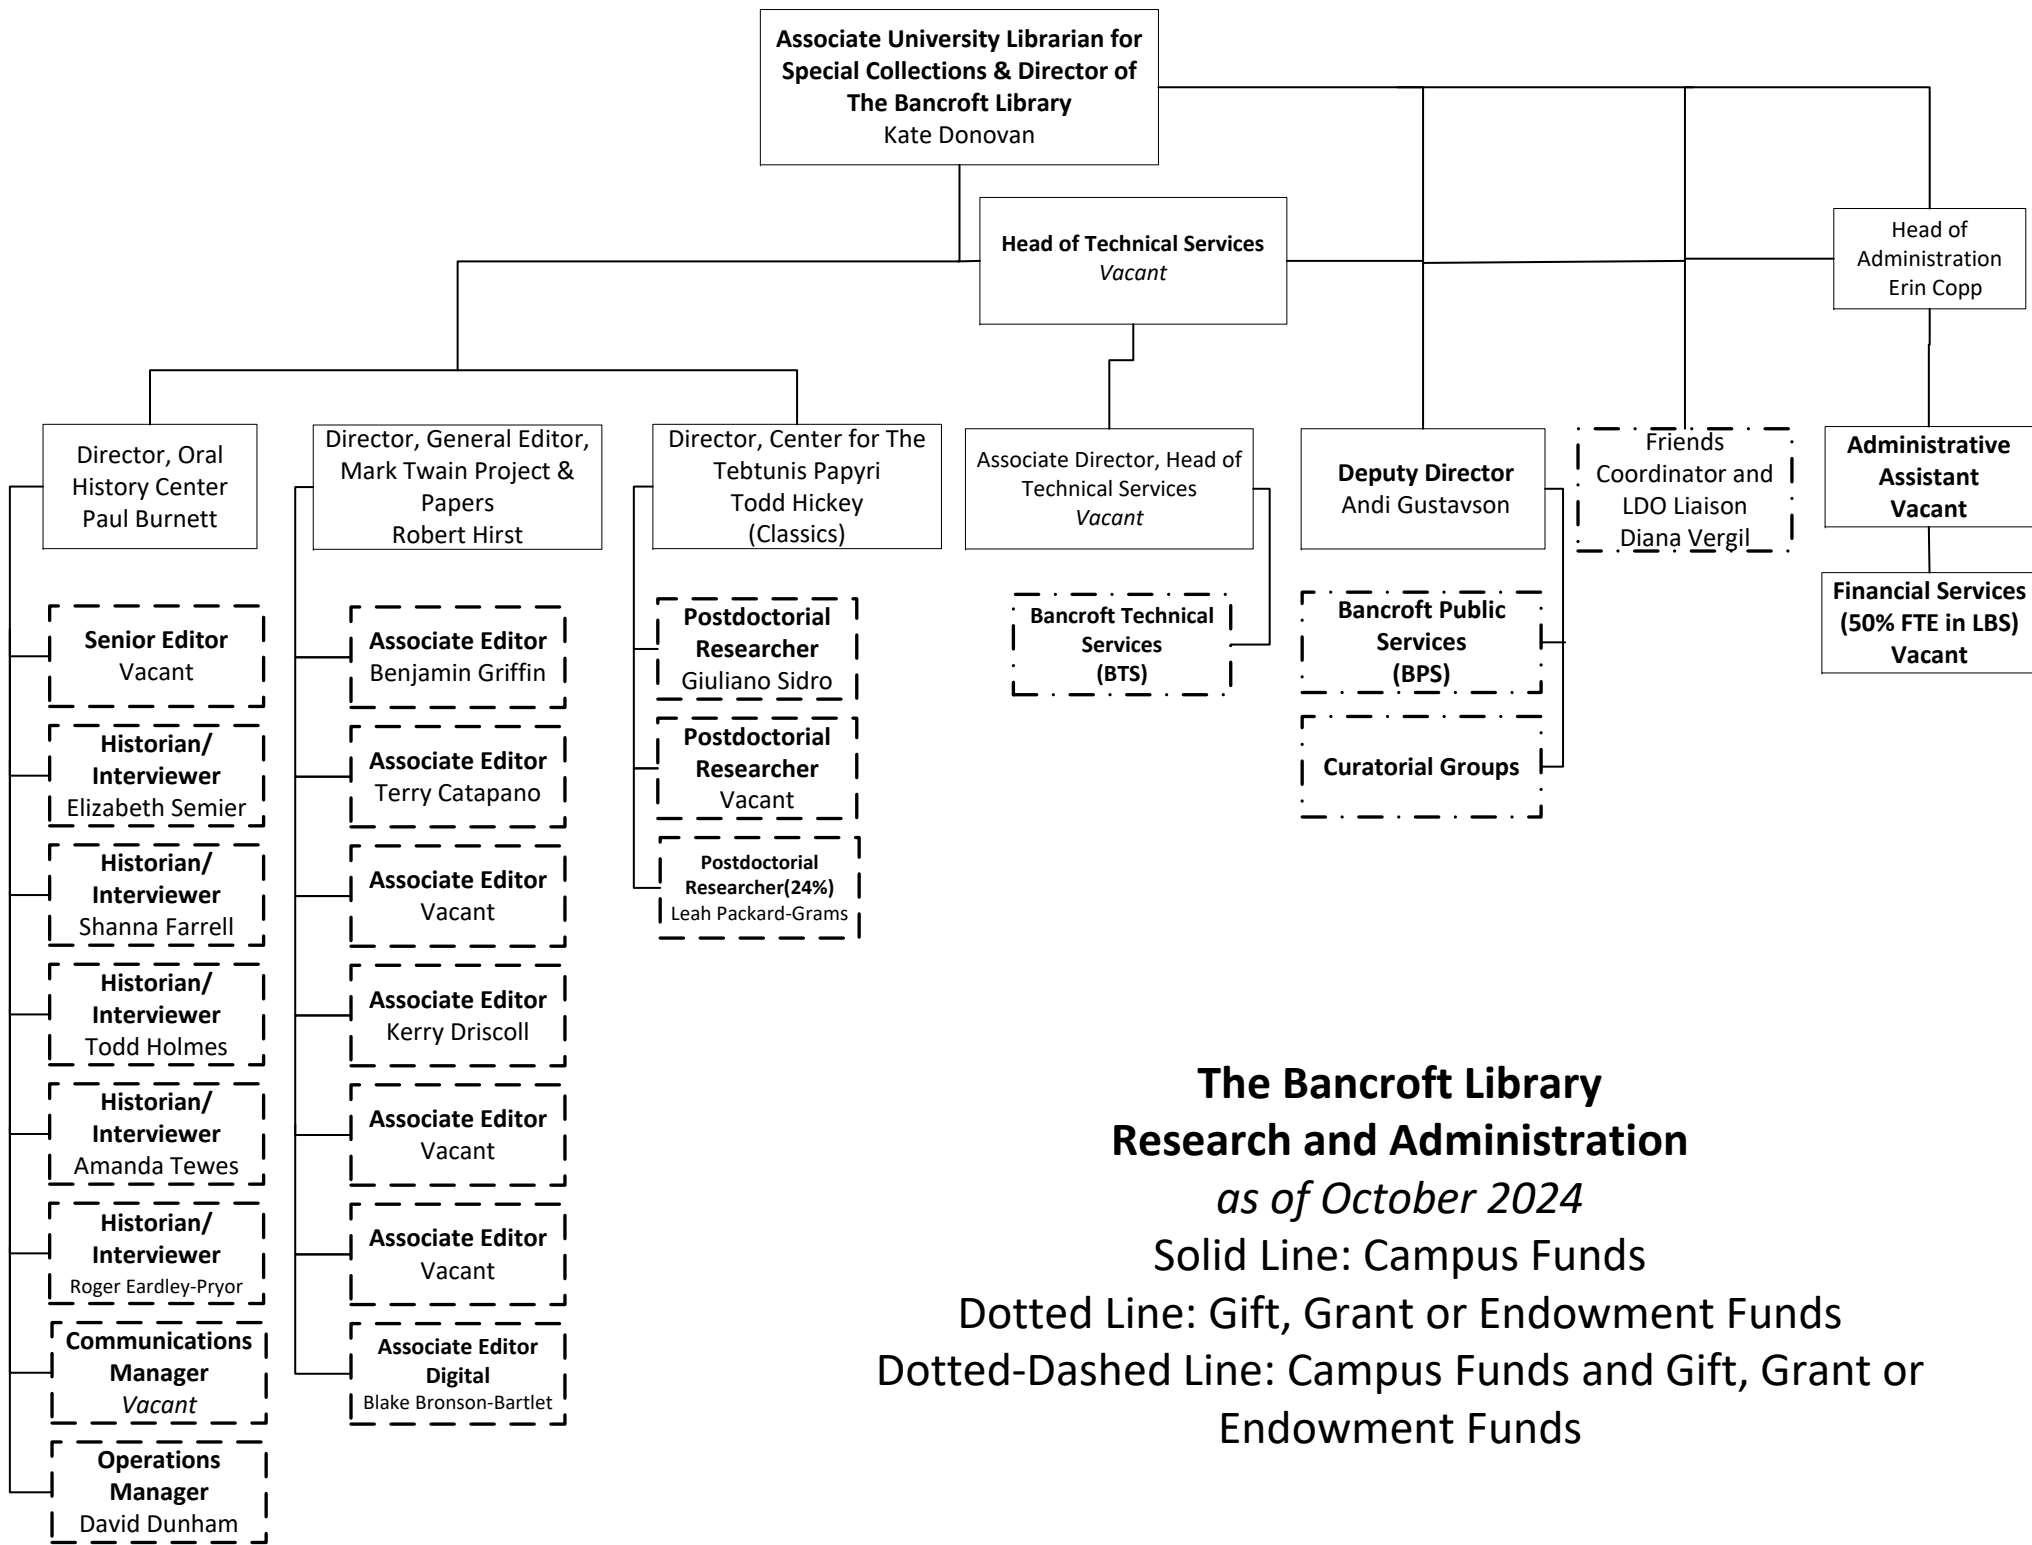 Associate University Librarian for
Special Collections & Director of
The Bancroft Library
Kate Donovan
Head of Technical Services
Vacant
Head of
Administration
Erin Copp
Director, Oral
History Center
Paul Burnett
Director, General Editor,
Mark Twain Project &
Papers
Robert Hirst
Director, Center for The
Tebtunis Papyri
Todd Hickey
(Classics)
Associate Director, Head of
Technical Services
Vacant
Deputy Director
Andi Gustavson
Friends
Coordinator and
LDO Liaison
Diana Vergil
Administrative
Assistant
Vacant
Financial Services
(50% FTE in LBS)
Vacant
Senior Editor
Vacant
Historian/
Interviewer
Elizabeth Semier
Historian/
Interviewer
Shanna Farrell
Historian/
Interviewer
Todd Holmes
Historian/
Interviewer
Amanda Tewes
Historian/
Interviewer
Roger Eardley-Pryor
Communications
Manager
Vacant
Operations
Manager
David Dunham
Associate Editor
Benjamin Griffin
Associate Editor
Terry Catapano
Associate Editor
Vacant
Associate Editor
Kerry Driscoll
Associate Editor
Vacant
Associate Editor
Vacant
Associate Editor
Digital
Blake Bronson-Bartlet
Postdoctorial
Researcher
Giuliano Sidro
Postdoctorial
Researcher
Vacant
Postdoctorial
Researcher(24%)
Leah Packard-Grams
Bancroft Technical
Services
(BTS)
Bancroft Public
Services
(BPS)
Curatorial Groups
The Bancroft Library
Research and Administration
as of October 2024
Solid Line: Campus Funds
Dotted Line: Gift, Grant or Endowment Funds
Dotted-Dashed Line: Campus Funds and Gift, Grant or
Endowment Funds